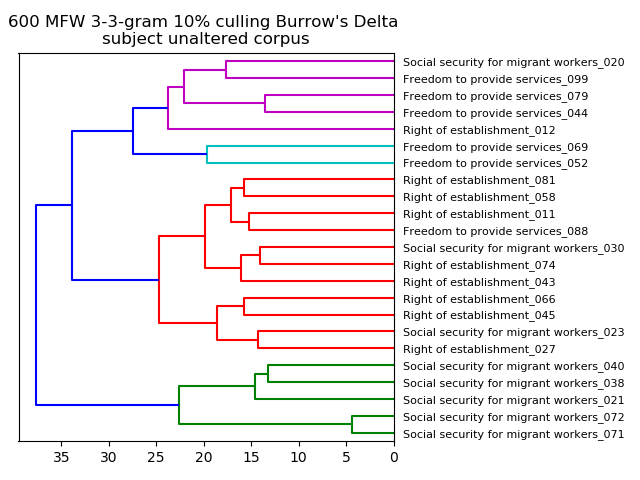 600 MFW 3-3-gram 10% culling Burrow's Delta
subject unaltered corpus
Social security for migrant workers_020
Freedom to provide services_099
Freedom to provide services_079
Freedom to provide services_044
Right of establishment_012
Freedom to provide services_069
Freedom to provide services_052
Right of establishment_081
Right of establishment_058
Right of establishment_011
Freedom to provide services_088
Social security for migrant workers_030
Right of establishment_074
Right of establishment_043
Right of establishment_066
Right of establishment_045
Social security for migrant workers_023
Right of establishment_027
Social security for migrant workers_040
Social security for migrant workers_038
Social security for migrant workers_021
Social security for migrant workers_072
Social security for migrant workers_071
35 30 25 20 15 10 5 0